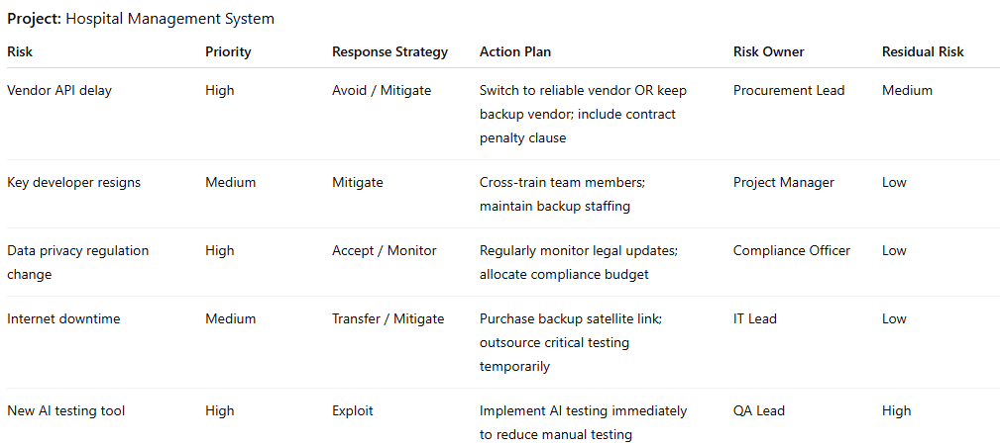 Project: Hospital Management System
Risk Priority Response Strategy Action Plan Risk Owner Residual Risk
Vendor API delay High Avoid / Mitigate Switch to reliable vendor OR keep Procurement Lead Medium
backup vendor; include contract
penalty clause
Key developer resigns Medium Mitigate Cross-train team members; Project Manager Low
maintain backup staffing
Data privacy regulation High Accept / Monitor Regularly monitor legal updates; Compliance Officer Low
change allocate compliance budget
Internet downtime Medium Transfer / Mitigate Purchase backup satellite link; IT Lead Low
outsource critical testing
temporarily
New AI testing tool High Exploit Implement AI testing immediately QA Lead High
to reduce manual testing